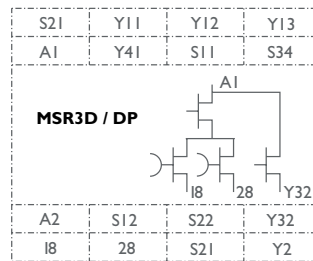 S21 Y11 Y12 Y13
A1 Y41 S11 S34
A1
MSR3D / DP
18 28 Y32
A2 S12 S22 Y32
18 28 S21 Y2